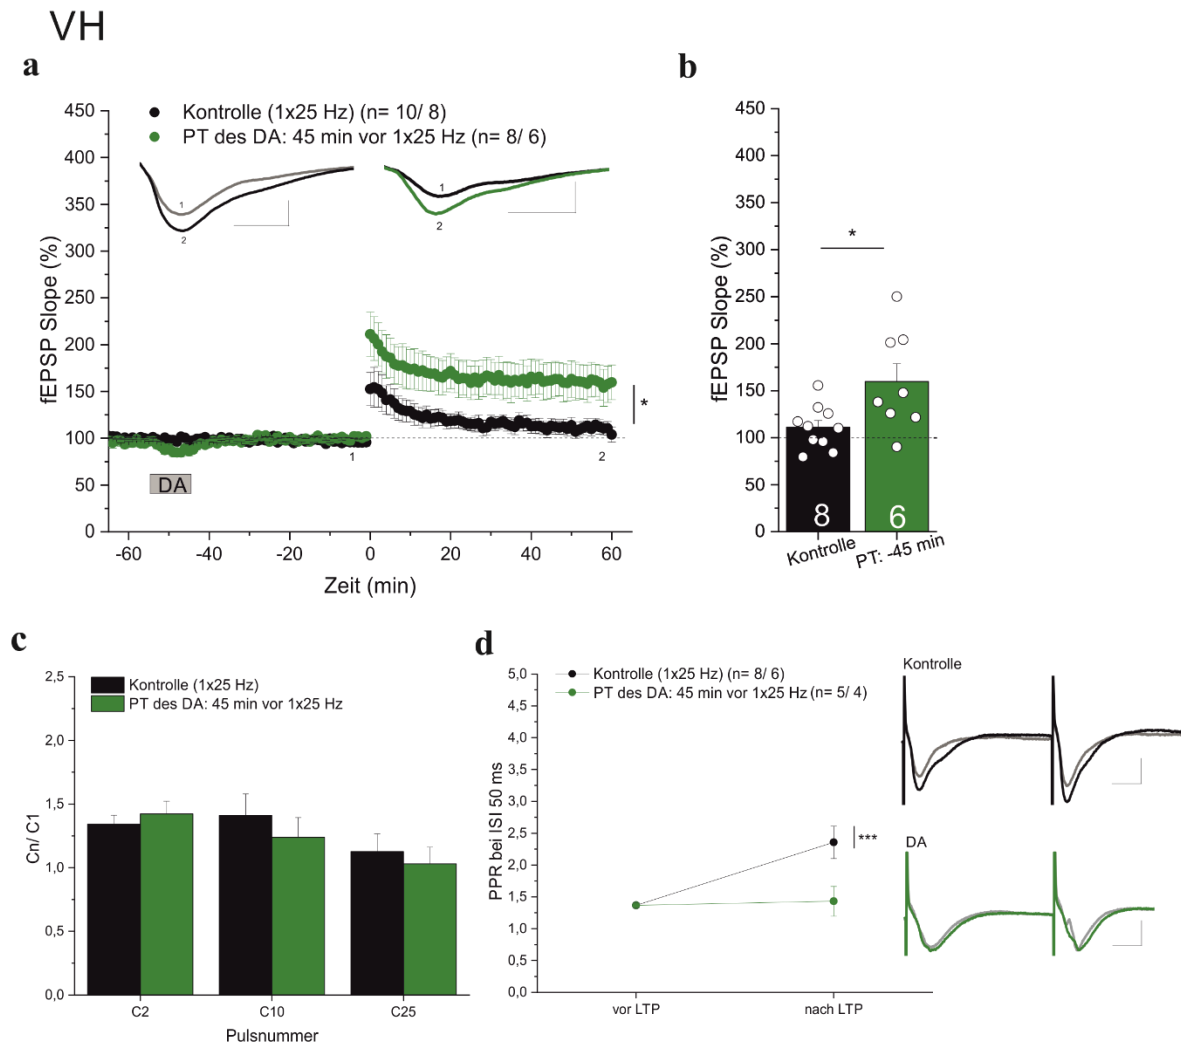 VH
a
Kontrolle (1x25 Hz) (n= 10/ 8)
PT des DA: 45 min vor 1x25 Hz (n= 8/ 6)
fEPSP Slope (%)
450
400
350
300
250
200
150
100
50
0
1
2
1
2
1
2
*
DA
-60 -40 -20 0 20 40 60
Zeit (min)
b
fEPSP Slope (%)
450
400
350
300
250
200
150
100
50
0
*
8 6
Kontrolle PT: -45 min
c
Kontrolle (1x25 Hz)
PT des DA: 45 min vor 1x25 Hz
Cn/ C1
2,5
2,0
1,5
1,0
0,5
0,0
C2 C10 C25
Pulsnummer
d
Kontrolle (1x25 Hz) (n= 8/ 6)
PT des DA: 45 min vor 1x25 Hz (n= 5/ 4)
PPR bei ISI 50 ms
5,0
4,5
4,0
3,5
3,0
2,5
2,0
1,5
1,0
0,5
0,0
***
vor LTP nach LTP
Kontrolle
DA